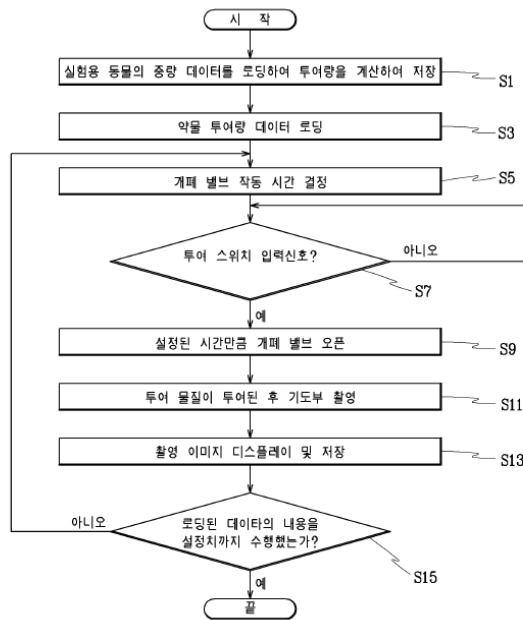 시 작
실험용 동물의 중량 데이터를 로딩하여 투여량을 계산하여 저장
S1
약물 투여량 데이터 로딩
S3
개폐 밸브 작동 시간 결정
S5
투여 스위치 입력신호?
아니오
S7
예
설정된 시간만큼 개폐 밸브 오픈
S9
투여 물질이 투여된 후 기도부 촬영
S11
촬영 이미지 디스플레이 및 저장
S13
아니오
로딩된 데이타의 내용을
설정치까지 수행했는가?
S15
예
끝